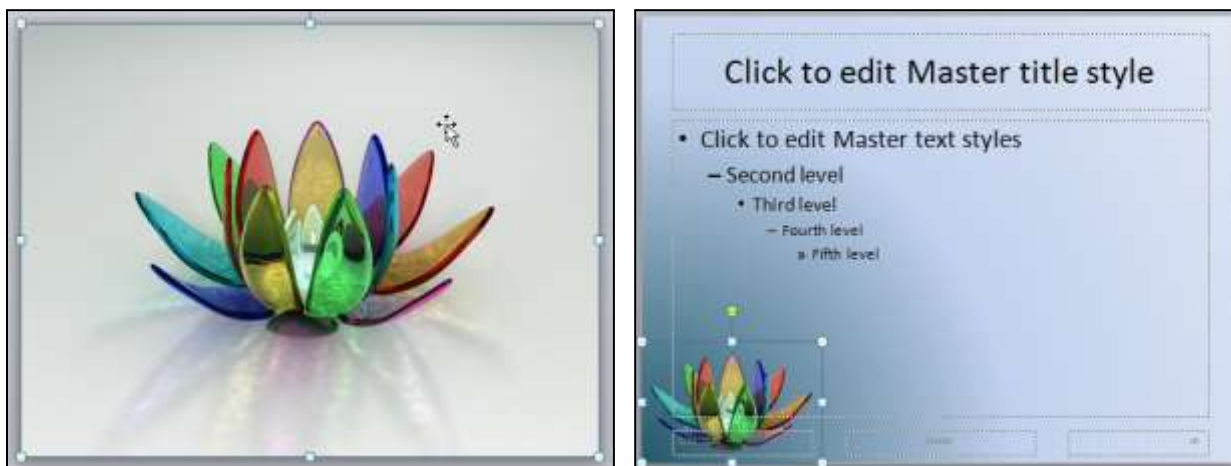 Click to edit Master title style
• Click to edit Master text styles
– Second level
• Third level
– Fourth level
» Fifth level